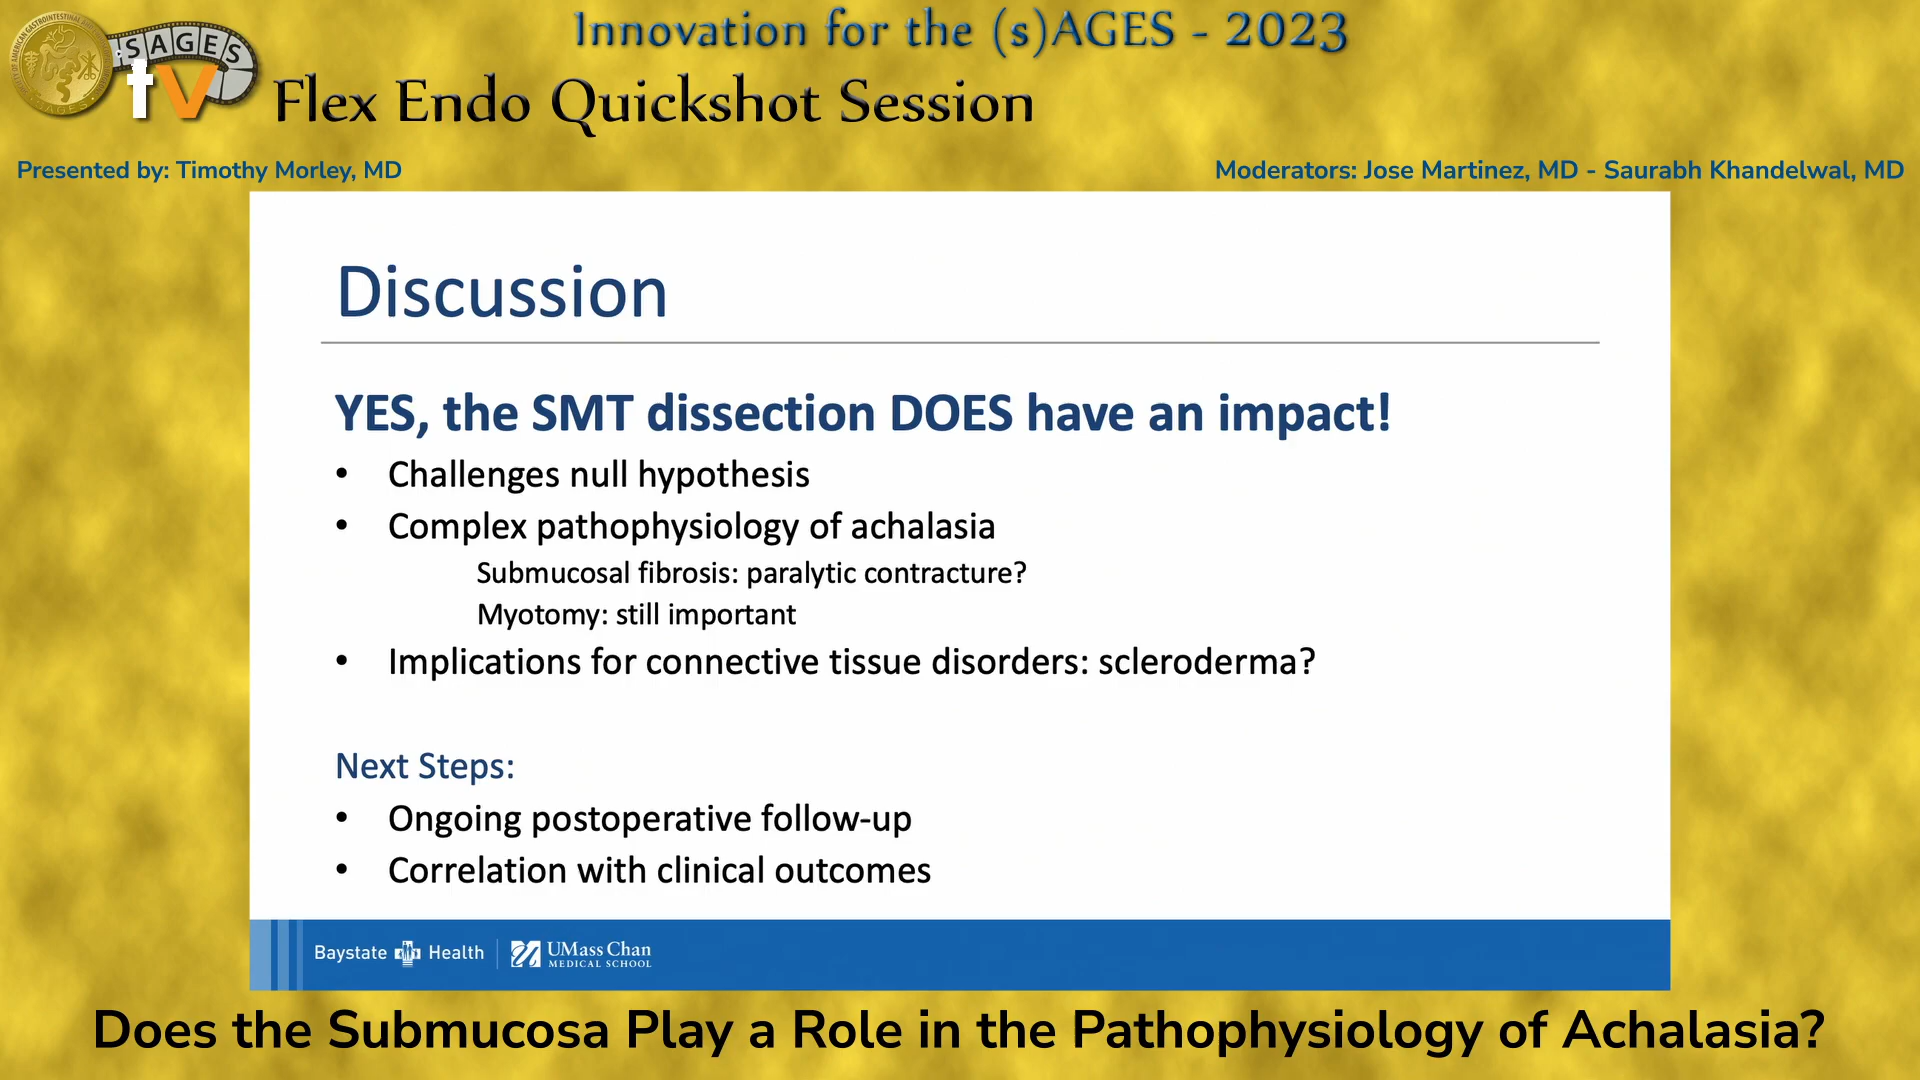 Innovation for the (s)AGES - 2023
SAGES
tv
Flex Endo Quickshot Session
Presented by: Timothy Morley, MD
Moderators: Jose Martinez, MD - Saurabh Khandelwal, MD
Discussion
YES, the SMT dissection DOES have an impact!
• Challenges null hypothesis
• Complex pathophysiology of achalasia
Submucosal fibrosis: paralytic contracture?
Myotomy: still important
• Implications for connective tissue disorders: scleroderma?
Next Steps:
• Ongoing postoperative follow-up
• Correlation with clinical outcomes
Baystate Health
UMass Chan
MEDICAL SCHOOL
Does the Submucosa Play a Role in the Pathophysiology of Achalasia?